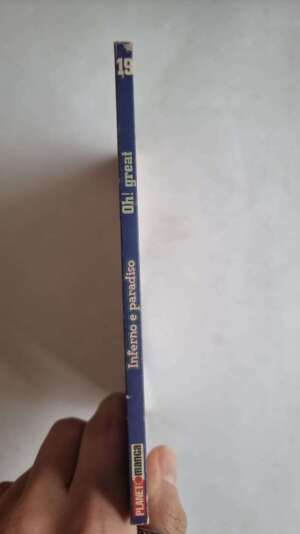 19
Oh! great
Inferno e paradiso
PLANET manga